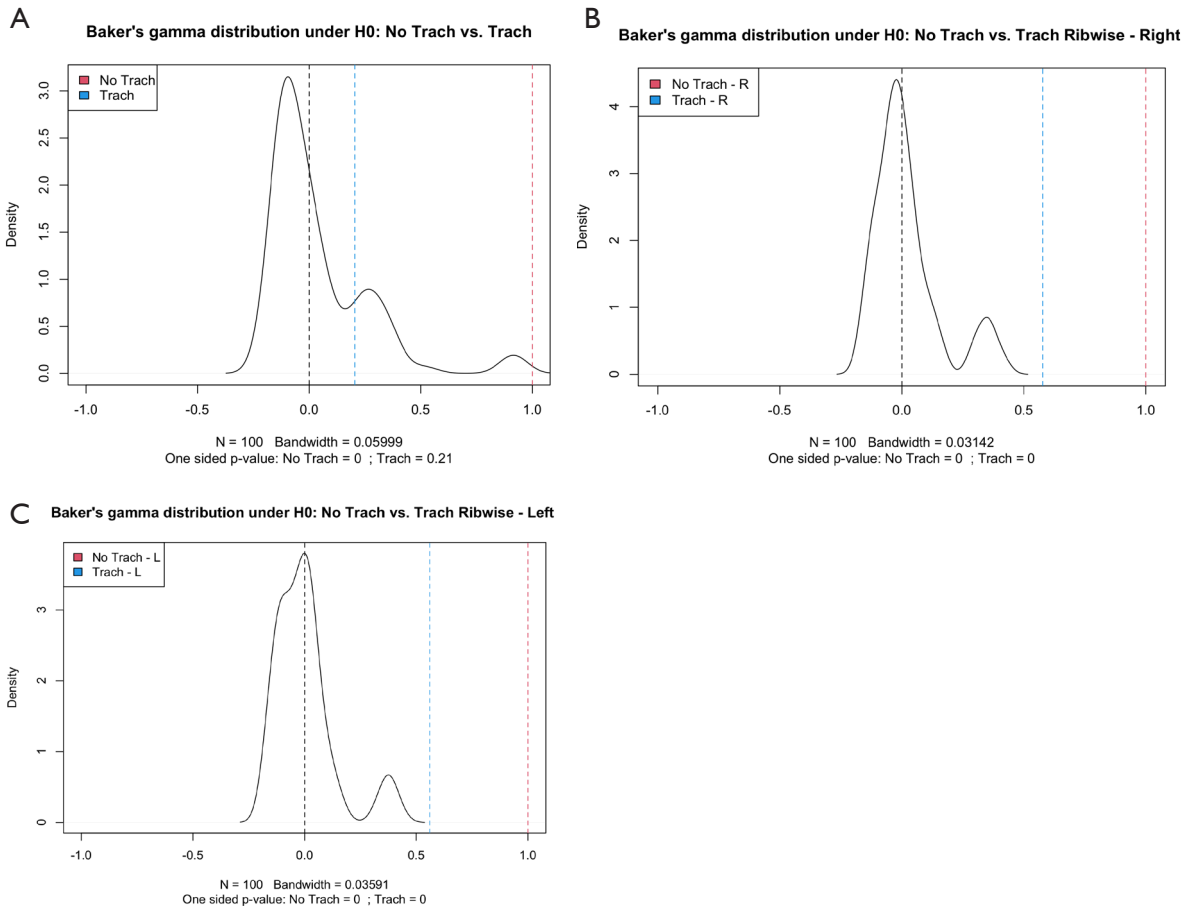 A
Baker's gamma distribution under H0: No Trach vs. Trach
No Trach
Trach
Density
0.0
0.5
1.0
1.5
2.0
2.5
3.0
-1.0 -0.5 0.0 0.5 1.0
N = 100 Bandwidth = 0.05999
One sided p-value: No Trach = 0 ; Trach = 0.21
B
Baker's gamma distribution under H0: No Trach vs. Trach Ribwise - Right
No Trach - R
Trach - R
Density
0
1
2
3
4
-1.0 -0.5 0.0 0.5 1.0
N = 100 Bandwidth = 0.03142
One sided p-value: No Trach = 0 ; Trach = 0
C
Baker's gamma distribution under H0: No Trach vs. Trach Ribwise - Left
No Trach - L
Trach - L
Density
0
1
2
3
-1.0 -0.5 0.0 0.5 1.0
N = 100 Bandwidth = 0.03591
One sided p-value: No Trach = 0 ; Trach = 0